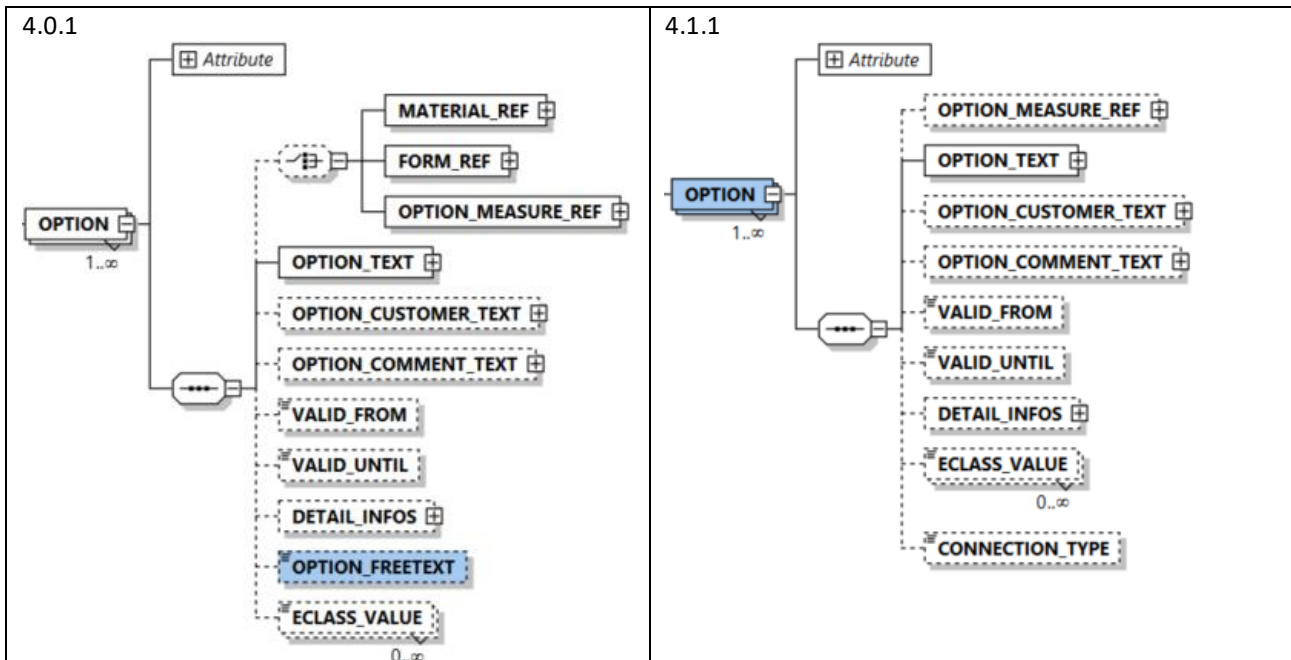 4.0.1
Attribute
MATERIAL_REF
FORM_REF
OPTION_MEASURE_REF
OPTION
1..∞
OPTION_TEXT
OPTION_CUSTOMER_TEXT
OPTION_COMMENT_TEXT
VALID_FROM
VALID_UNTIL
DETAIL_INFOS
OPTION_FREETEXT
ECLASS_VALUE
0..∞
4.1.1
Attribute
OPTION_MEASURE_REF
OPTION_TEXT
OPTION
1..∞
OPTION_CUSTOMER_TEXT
OPTION_COMMENT_TEXT
VALID_FROM
VALID_UNTIL
DETAIL_INFOS
ECLASS_VALUE
0..∞
CONNECTION_TYPE